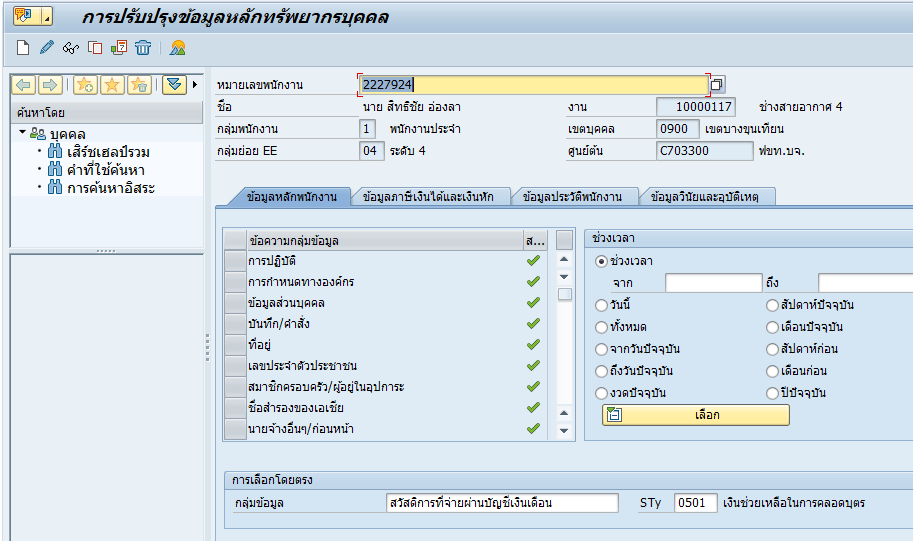 การปรับปรุงข้อมูลหลักทรัพยากรบุคคล
ค้นหาโดย
บุคคล
เสิร์ชเฮลป์รวม
คำที่ใช้ค้นหา
การค้นหาอิสระ
หมายเลขพนักงาน 2227924
ชื่อ นาย สิทธิชัย อ่องลา งาน 10000117 ช่างสายอากาศ 4
กลุ่มพนักงาน 1 พนักงานประจำ เขตบุคคล 0900 เขตบางขุนเทียน
กลุ่มย่อย EE 04 ระดับ 4 ศูนย์ต้น C703300 ฟขท.บจ.
ข้อมูลหลักพนักงาน ข้อมูลภาษีเงินได้และเงินหัก ข้อมูลประวัติพนักงาน ข้อมูลวินัยและอุบัติเหตุ
ข้อความกลุ่มข้อมูล ส...
การปฏิบัติ
การกำหนดทางองค์กร
ข้อมูลส่วนบุคคล
บันทึก/คำสั่ง
ที่อยู่
เลขประจำตัวประชาชน
สมาชิกครอบครัว/ผู้อยู่ในอุปการะ
ชื่อสำรองของเอเชีย
นายจ้างอื่นๆ/ก่อนหน้า
ช่วงเวลา
ช่วงเวลา
จาก ถึง
วันนี้ สัปดาห์ปัจจุบัน
ทั้งหมด เดือนปัจจุบัน
จากวันปัจจุบัน สัปดาห์ก่อน
ถึงวันปัจจุบัน เดือนก่อน
งวดปัจจุบัน ปีปัจจุบัน
เลือก
การเลือกโดยตรง
กลุ่มข้อมูล สวัสดิการที่จ่ายผ่านบัญชีเงินเดือน STy 0501 เงินช่วยเหลือในการคลอดบุตร